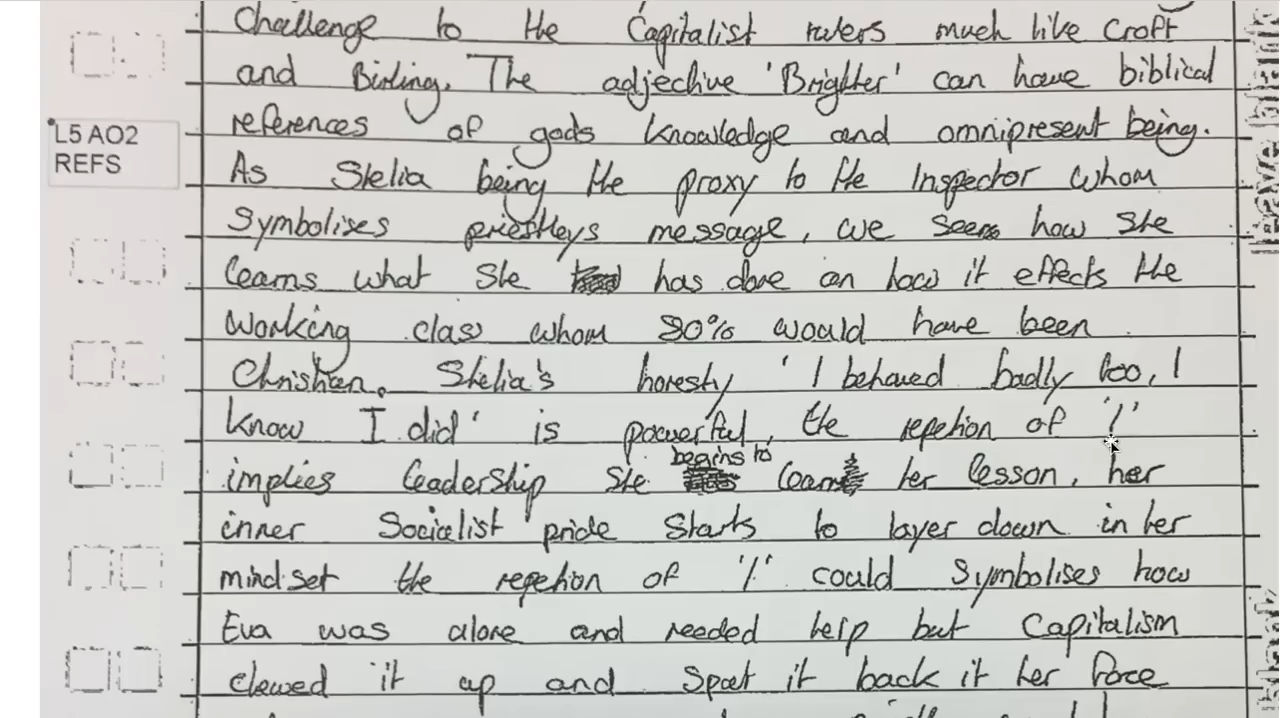 Challenge to the Capitalist rulers much like Croft
and Birling. The adjective 'Brighter' can have biblical
L5 AO2
REFS
references of gods knowledge and omnipresent being.
As Shelia being the proxy to the Inspector whom
Symbolises priestleys message, we seen how she
learns what she has done an how it effects the
working class whom 90% would have been
Christian. Shelia's honesty 'I behaved badly too, I
know I did' is powerful, the repetion of 'I'
implies leadership she begins to learn her lesson, her
inner Socialist pride starts to layer down in her
mindset the repetion of 'I' could Symbolises how
Eva was alone and needed help but Capitalism
chewed it up and Spat it back it her face